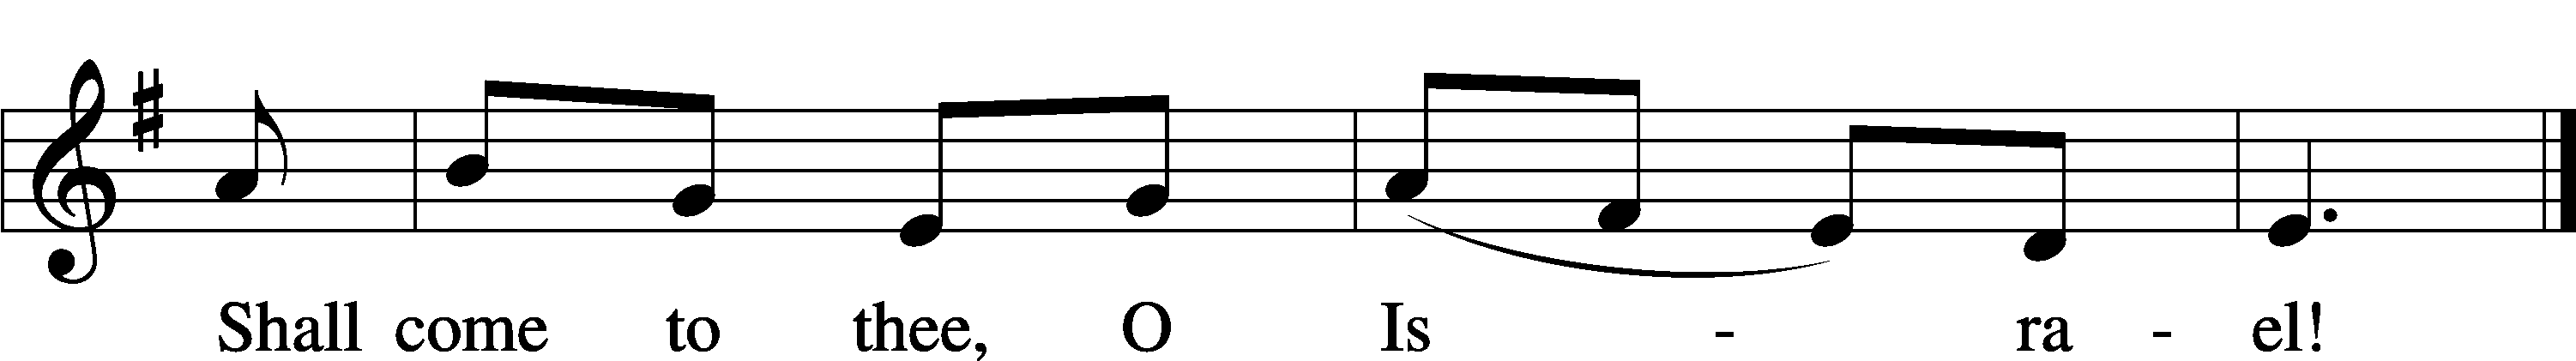 Shall come to thee, O Is - ra - el!